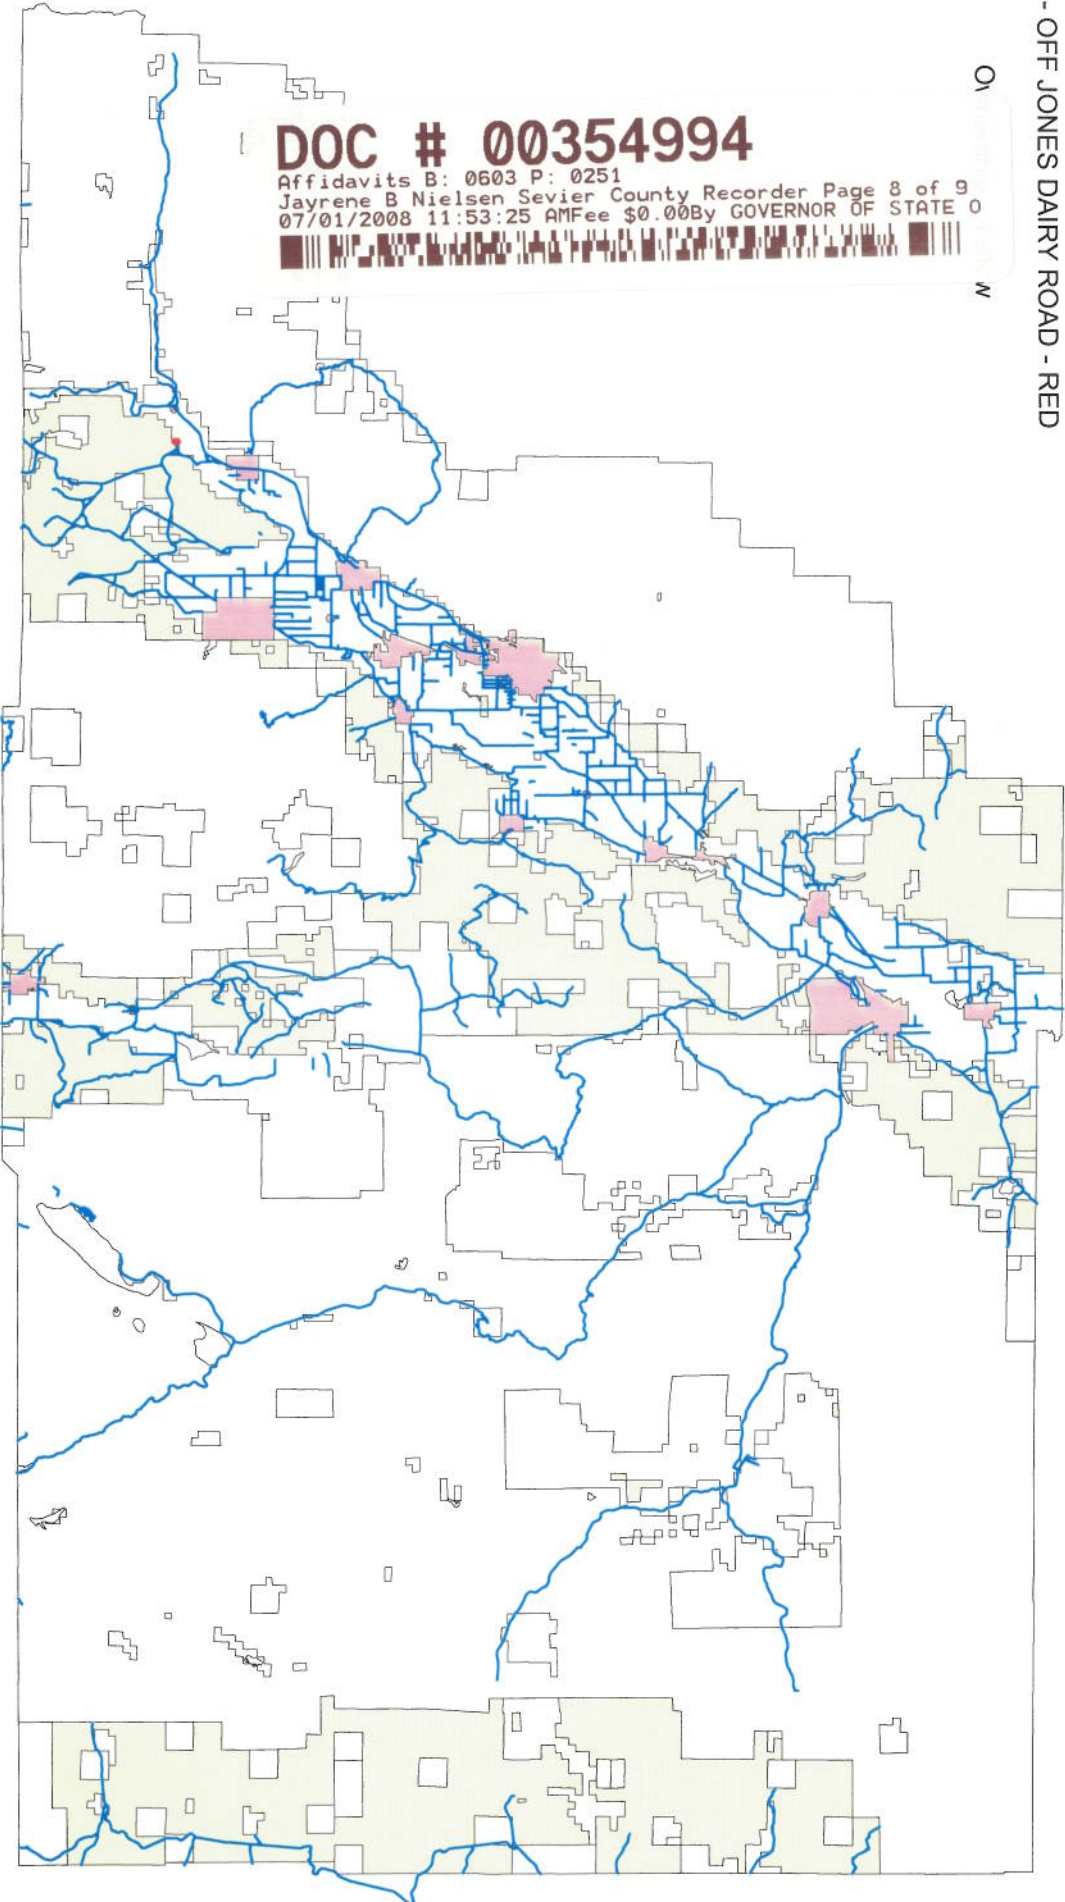 - OFF JONES DAIRY ROAD - RED
DOC # 00354994
Affidavits B: 0603 P: 0251
Jayrene B Nielsen Sevier County Recorder Page 8 of 9
07/01/2008 11:53:25 AMFee $0.00By GOVERNOR OF STATE O